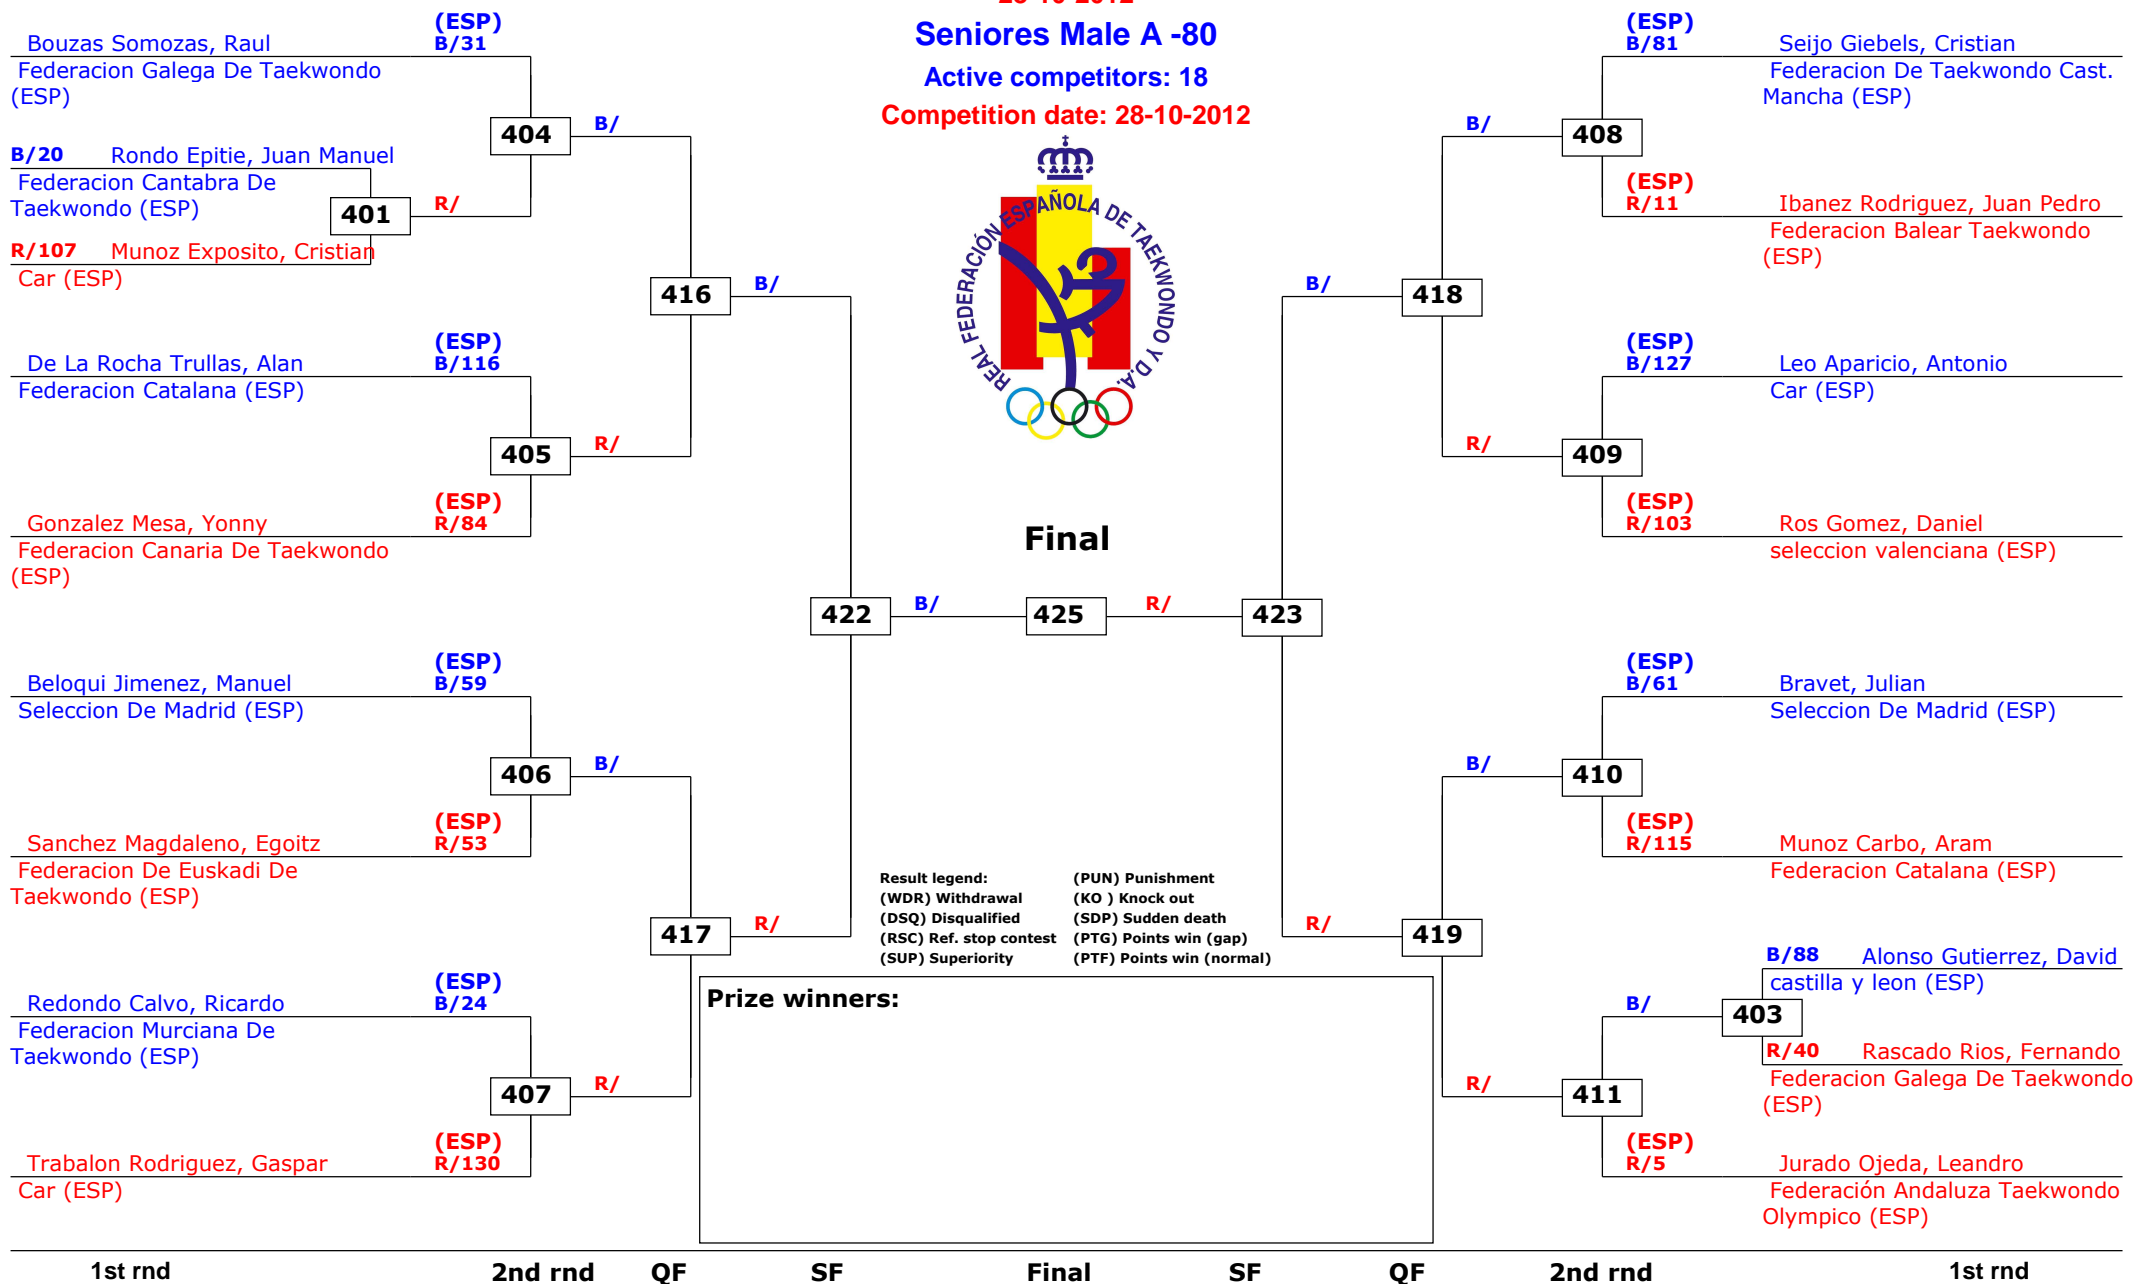 Seniores Male A -80
Active competitors: 18
Competition date: 28-10-2012
REAL FEDERACIÓN ESPAÑOLA DE TAEKWONDO Y D.A.
(ESP)
Bouzas Somozas, Raul B/31
Federacion Galega De Taekwondo
(ESP)
404 B/
B/20 Rondo Epitie, Juan Manuel
Federacion Cantabra De
Taekwondo (ESP)
401 R/
R/107 Munoz Exposito, Cristian
Car (ESP)
416 B/
(ESP)
De La Rocha Trullas, Alan B/116
Federacion Catalana (ESP)
405 R/
(ESP)
Gonzalez Mesa, Yonny R/84
Federacion Canaria De Taekwondo
(ESP)
422 B/
(ESP)
Beloqui Jimenez, Manuel B/59
Seleccion De Madrid (ESP)
406 B/
(ESP)
Sanchez Magdaleno, Egoitz R/53
Federacion De Euskadi De
Taekwondo (ESP)
417 R/
(ESP)
Redondo Calvo, Ricardo B/24
Federacion Murciana De
Taekwondo (ESP)
407 R/
(ESP)
Trabalon Rodriguez, Gaspar R/130
Car (ESP)
Final
425
R/ 423
(ESP)
B/81 Seijo Giebels, Cristian
Federacion De Taekwondo Cast.
Mancha (ESP)
B/ 408
(ESP)
R/11 Ibanez Rodriguez, Juan Pedro
Federacion Balear Taekwondo
(ESP)
B/ 418
(ESP)
B/127 Leo Aparicio, Antonio
Car (ESP)
R/ 409
(ESP)
R/103 Ros Gomez, Daniel
seleccion valenciana (ESP)
(ESP)
B/61 Bravet, Julian
Seleccion De Madrid (ESP)
B/ 410
(ESP)
R/115 Munoz Carbo, Aram
Federacion Catalana (ESP)
R/ 419
B/88 Alonso Gutierrez, David
castilla y leon (ESP)
B/ 403
R/40 Rascado Rios, Fernando
Federacion Galega De Taekwondo
(ESP)
R/ 411
(ESP)
R/5 Jurado Ojeda, Leandro
Federación Andaluza Taekwondo
Olympico (ESP)
Result legend: (PUN) Punishment
(WDR) Withdrawal (KO ) Knock out
(DSQ) Disqualified (SDP) Sudden death
(RSC) Ref. stop contest (PTG) Points win (gap)
(SUP) Superiority (PTF) Points win (normal)
Prize winners:
1st rnd 2nd rnd QF SF Final SF QF 2nd rnd 1st rnd